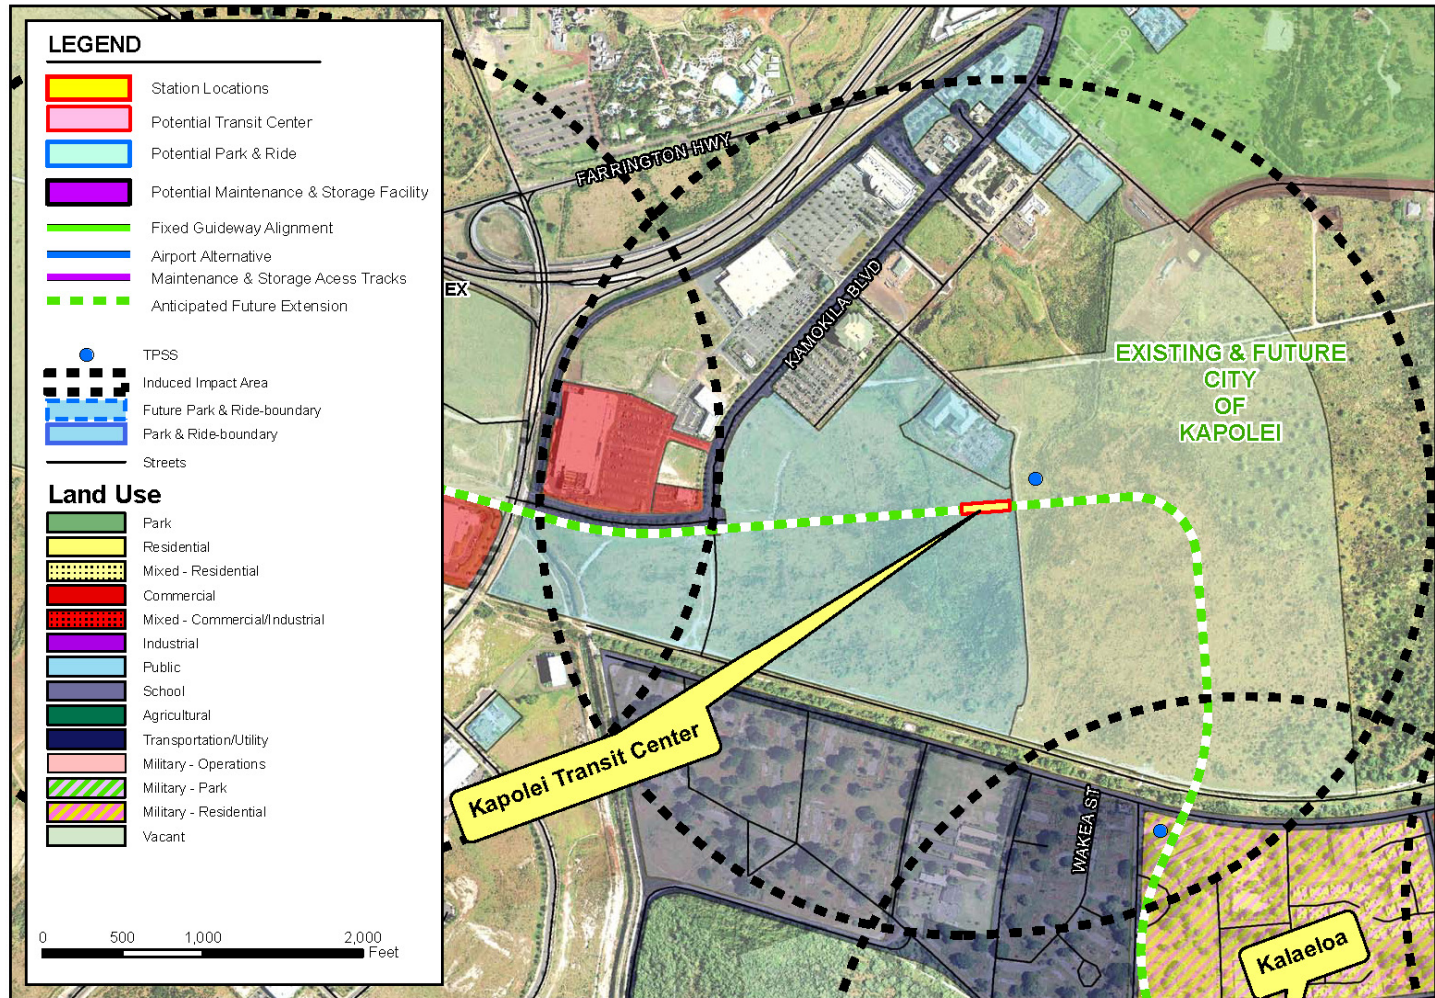 LEGEND
Station Locations
Potential Transit Center
Potential Park & Ride
Potential Maintenance & Storage Facility
Fixed Guideway Alignment
Airport Alternative
Maintenance & Storage Acess Tracks
Anticipated Future Extension
TPSS
Induced Impact Area
Future Park & Ride-boundary
Park & Ride-boundary
Streets
Land Use
Park
Residential
Mixed - Residential
Commercial
Mixed - Commercial/Industrial
Industrial
Public
School
Agricultural
Transportation/Utility
Military - Operations
Military - Park
Military - Residential
Vacant
0 500 1,000 2,000
Feet
FARRINGTON HWY
EX
KAMOKILA BLVD
EXISTING & FUTURE
CITY
OF
KAPOLEI
Kapolei Transit Center
WAKEA ST
Kalaeloa